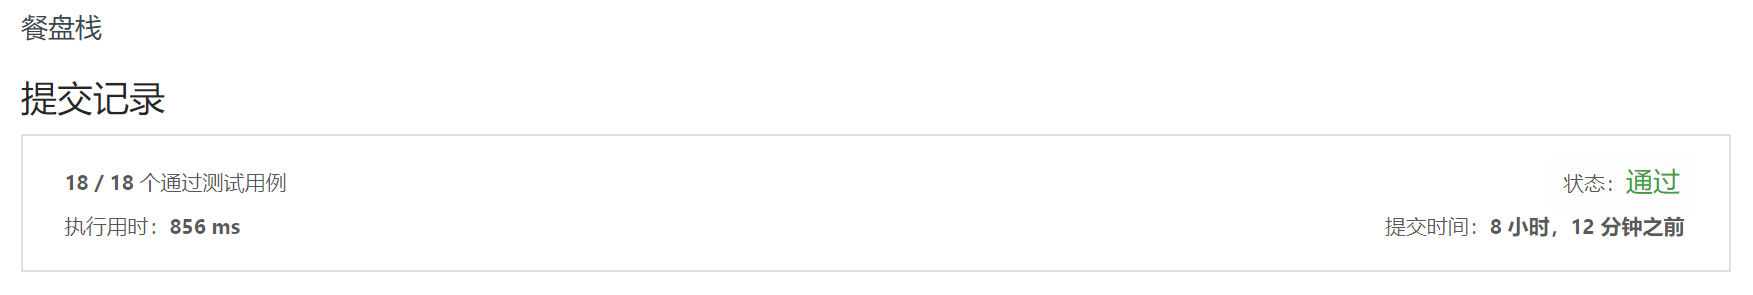 餐盘栈
提交记录
18 / 18 个通过测试用例
状态：通过
执行用时：856 ms
提交时间：8 小时，12 分钟之前